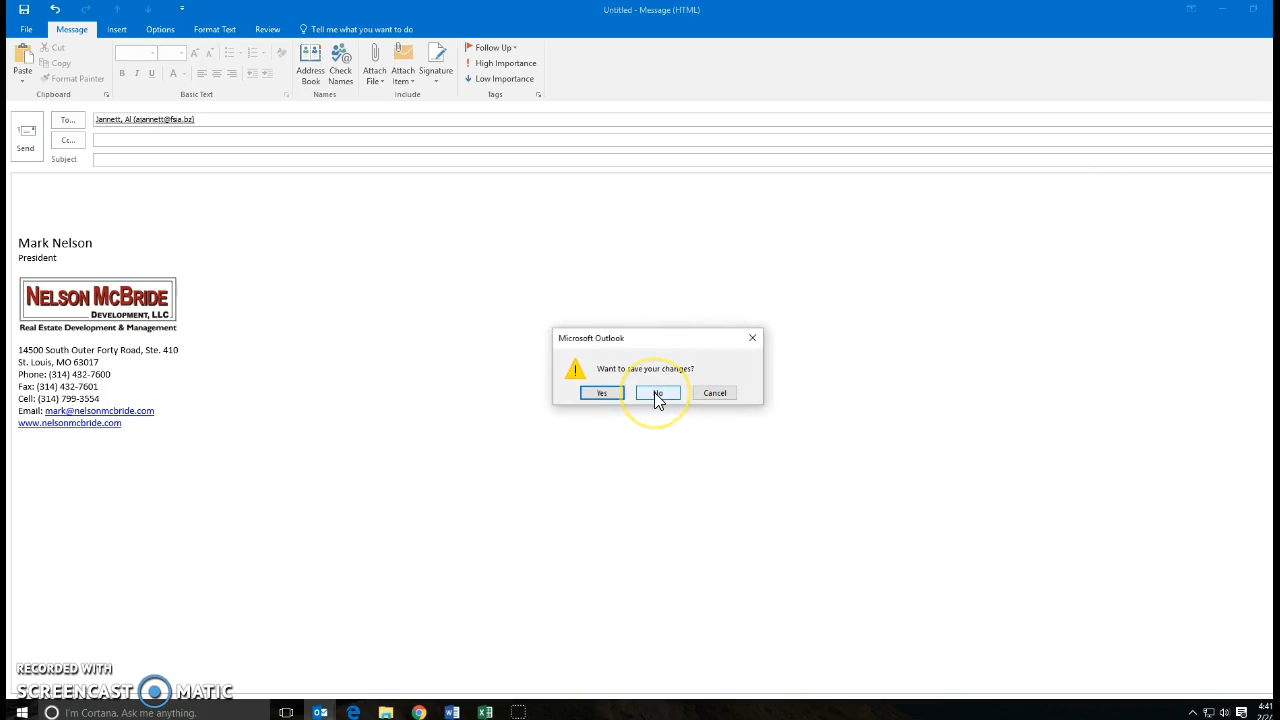 Untitled - Message (HTML)
File Message Insert Options Format Text Review Tell me what you want to do
Paste
Cut
Copy
Format Painter
Clipboard
B I U A
Basic Text
Address Book
Check Names
Names
Attach File
Attach Item
Signature
Include
Follow Up
High Importance
Low Importance
Tags
Send
To... Jannett, Al (ajannett@fsia.bz)
Cc...
Subject
Mark Nelson
President
NELSON MCBRIDE
DEVELOPMENT, LLC
Real Estate Development & Management
14500 South Outer Forty Road, Ste. 410
St. Louis, MO 63017
Phone: (314) 432-7600
Fax: (314) 432-7601
Cell: (314) 799-3554
Email: mark@nelsonmcbride.com
www.nelsonmcbride.com
Microsoft Outlook
Want to save your changes?
Yes No Cancel
RECORDED WITH
SCREENCAST MATIC
I'm Cortana. Ask me anything.
4:41